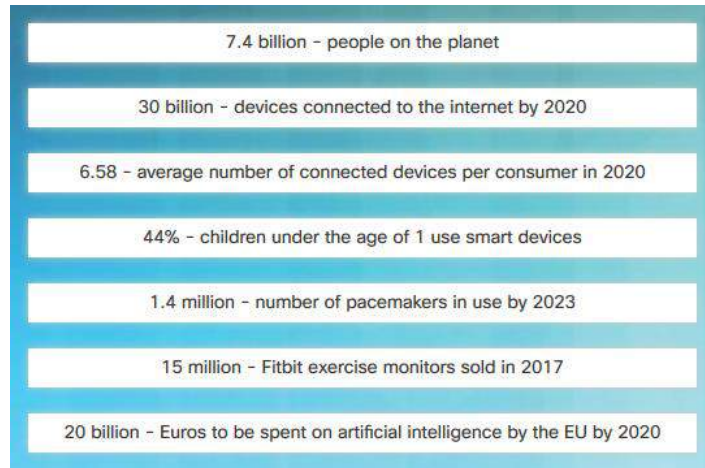 7.4 billion – people on the planet
30 billion – devices connected to the internet by 2020
6.58 – average number of connected devices per consumer in 2020
44% – children under the age of 1 use smart devices
1.4 million – number of pacemakers in use by 2023
15 million – Fitbit exercise monitors sold in 2017
20 billion – Euros to be spent on artificial intelligence by the EU by 2020